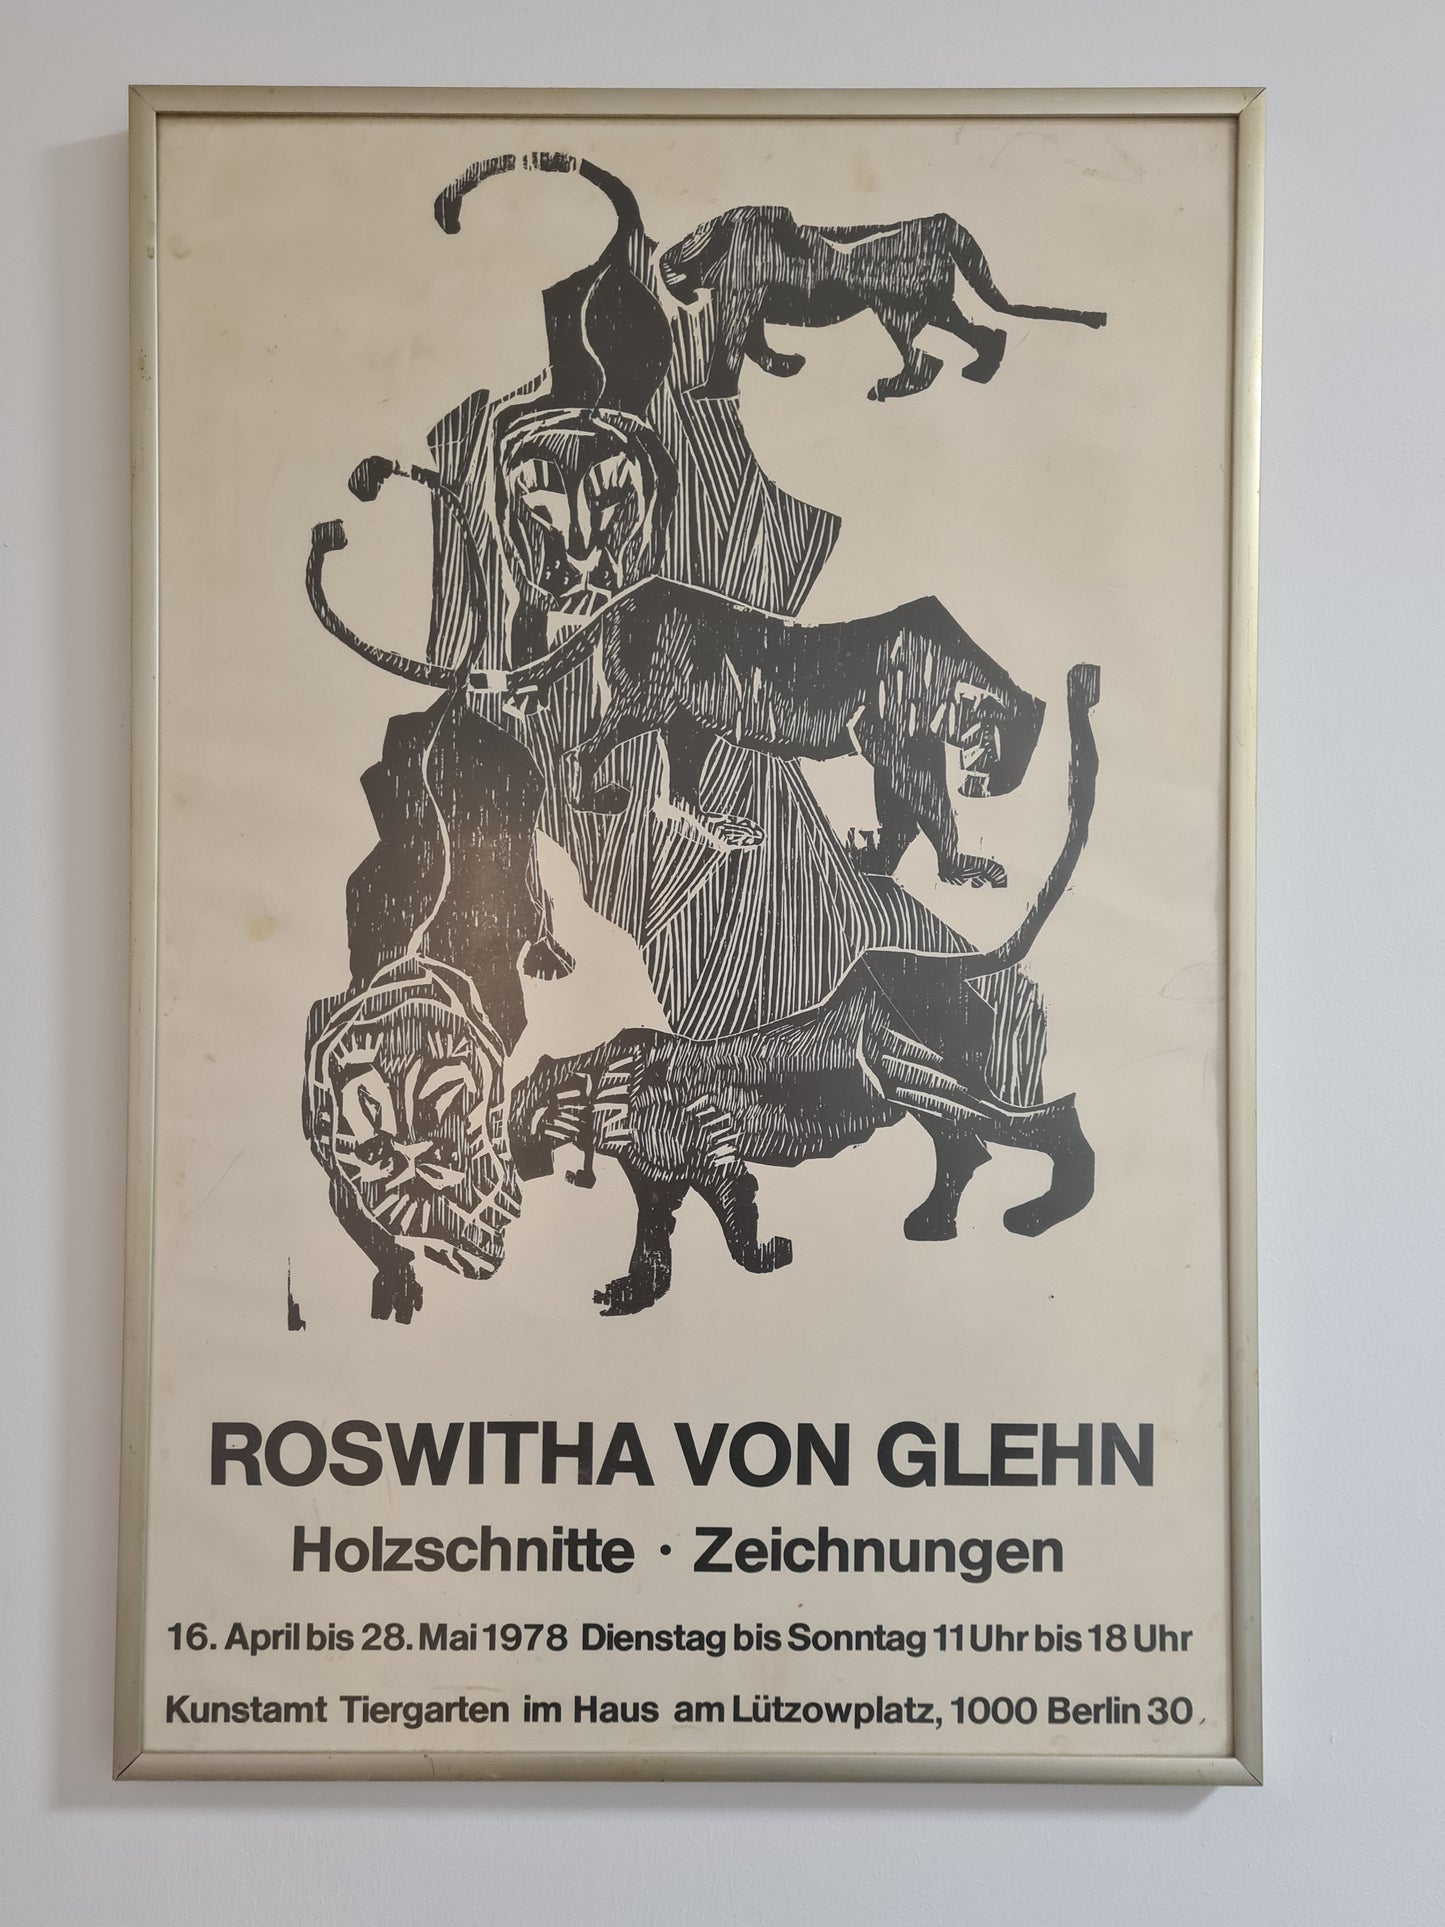 ROSWITHA VON GLEHN
Holzschnitte · Zeichnungen
16. April bis 28. Mai 1978 Dienstag bis Sonntag 11 Uhr bis 18 Uhr
Kunstamt Tiergarten im Haus am Lützowplatz, 1000 Berlin 30